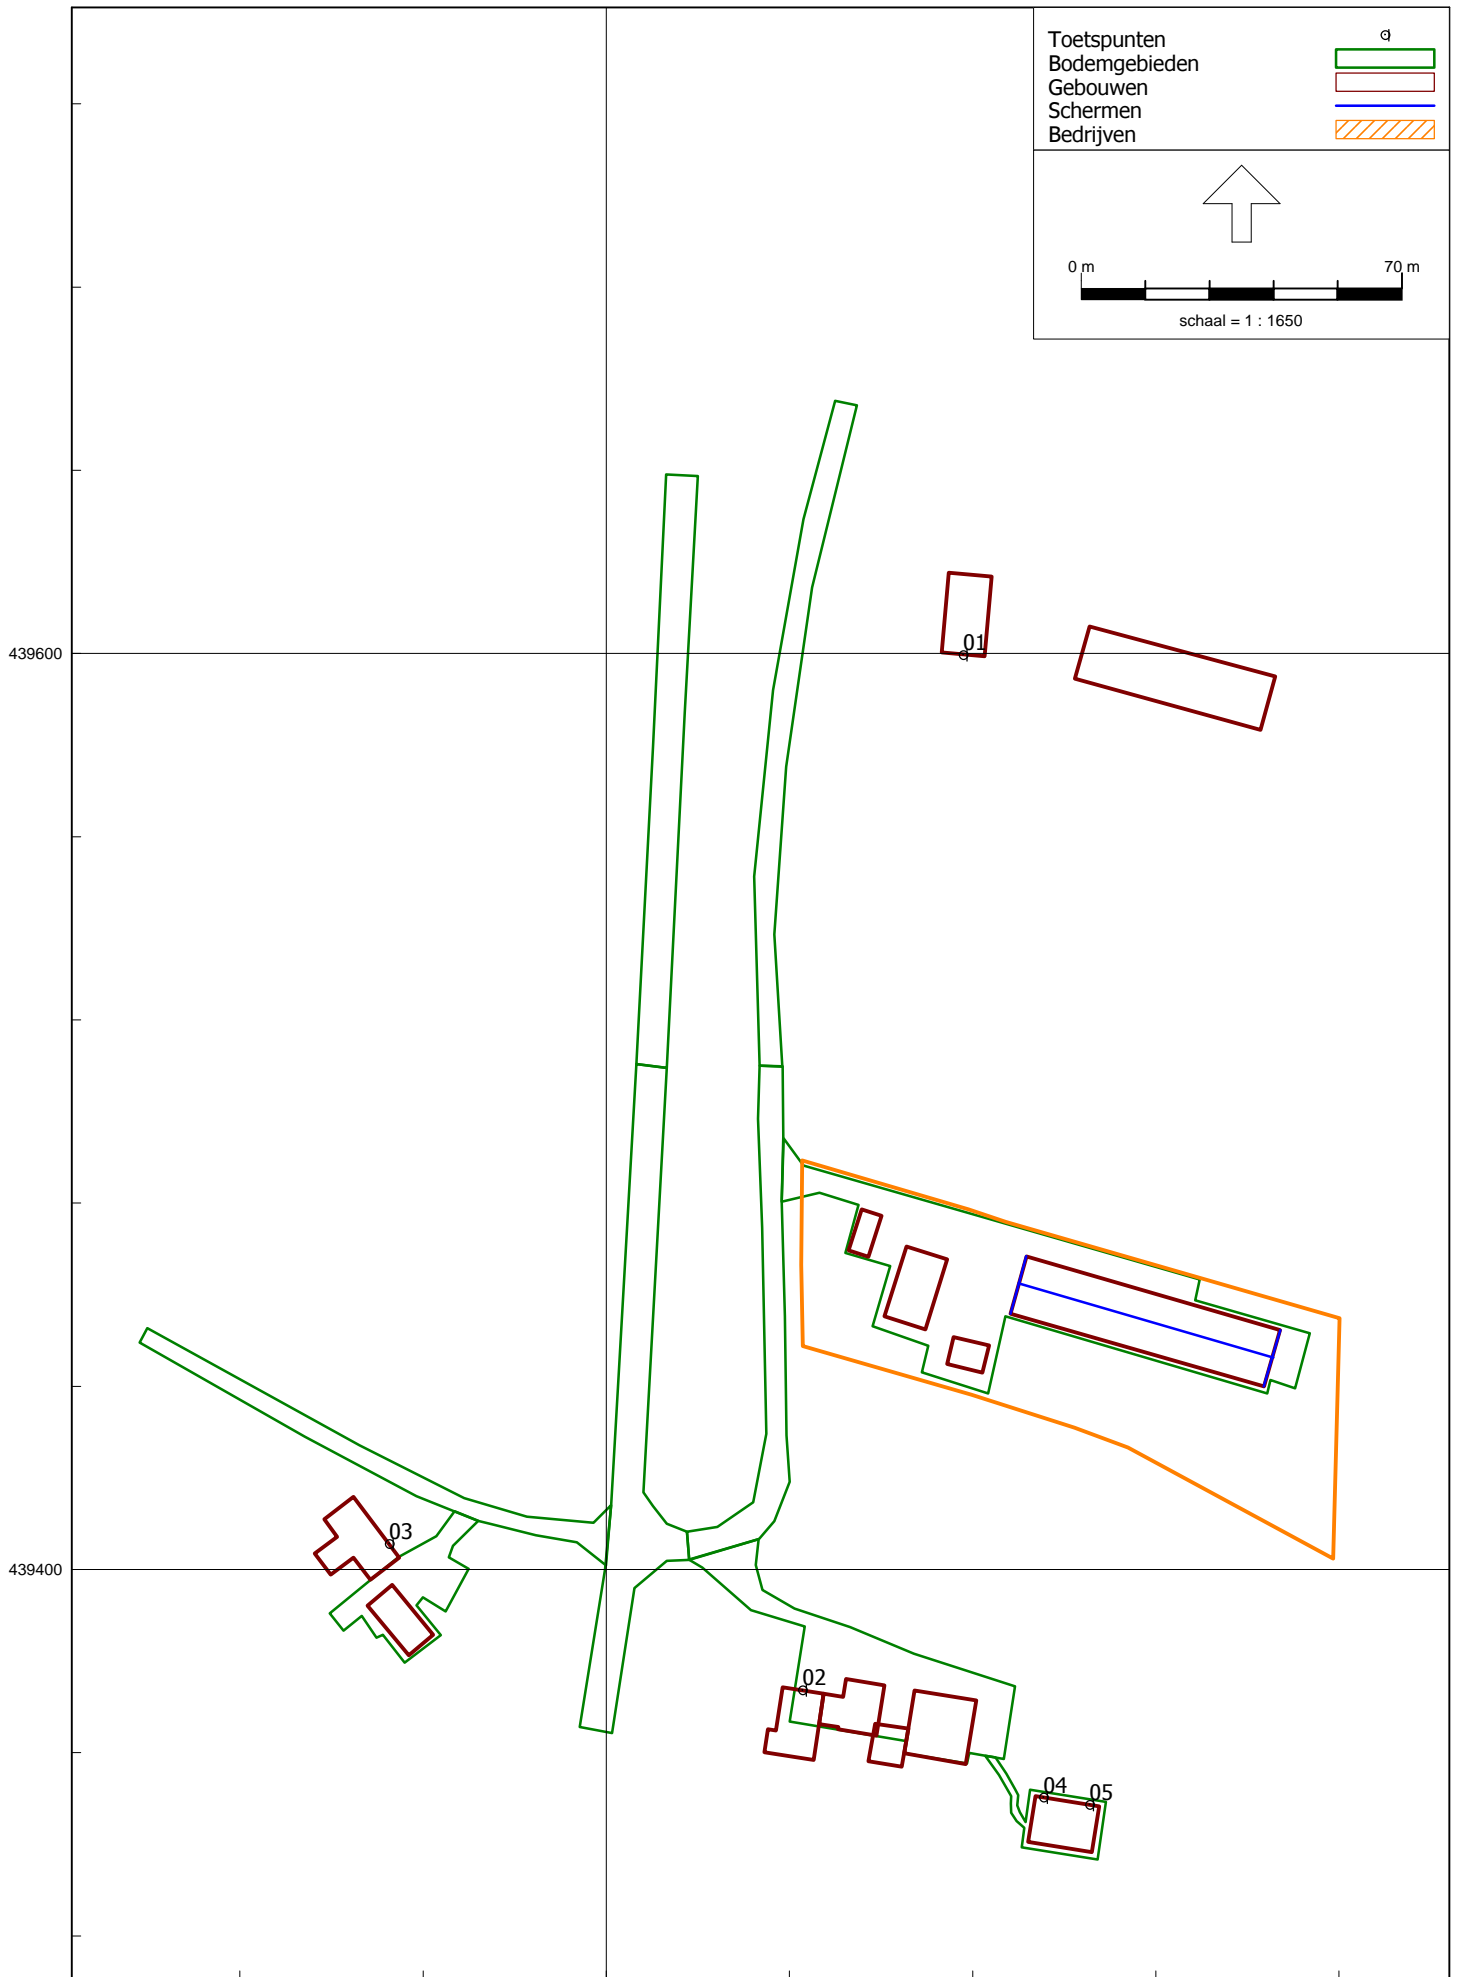 Toetspunten
Bodemgebieden
Gebouwen
Schermen
Bedrijven
0 m 70 m
schaal = 1 : 1650
01
439600
03
439400
02
04 05